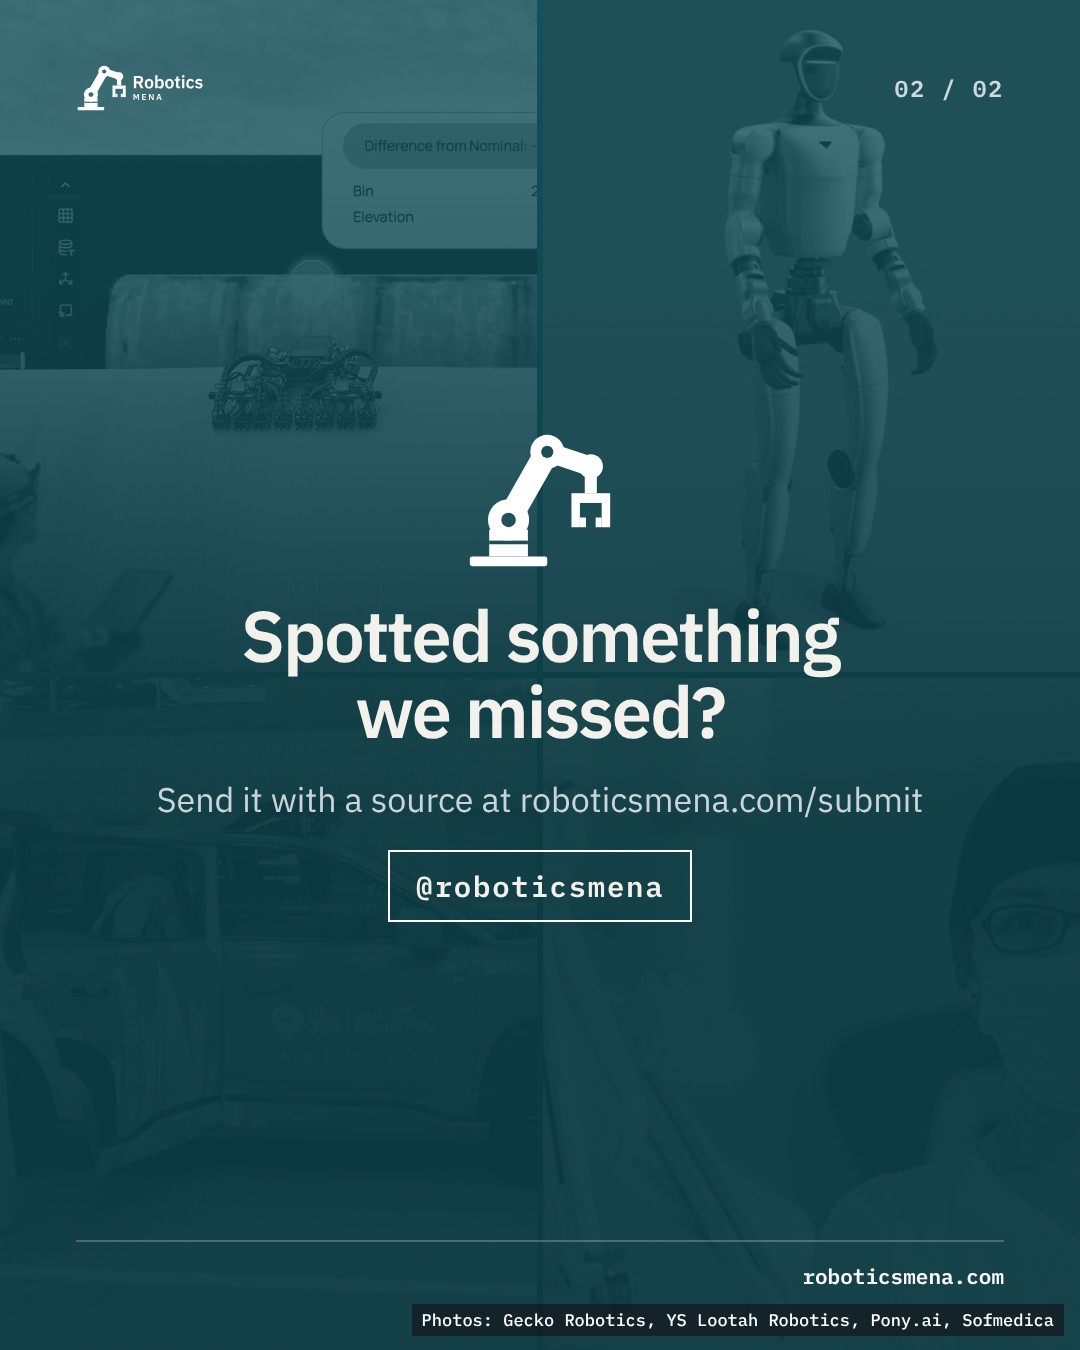 Robotics
MENA
02 / 02
Difference from Nominal: -
Bin
2
Elevation
Spotted something
we missed?
Send it with a source at roboticsmena.com/submit
@roboticsmena
roboticsmena.com
Photos: Gecko Robotics, YS Lootah Robotics, Pony.ai, Sofmedica